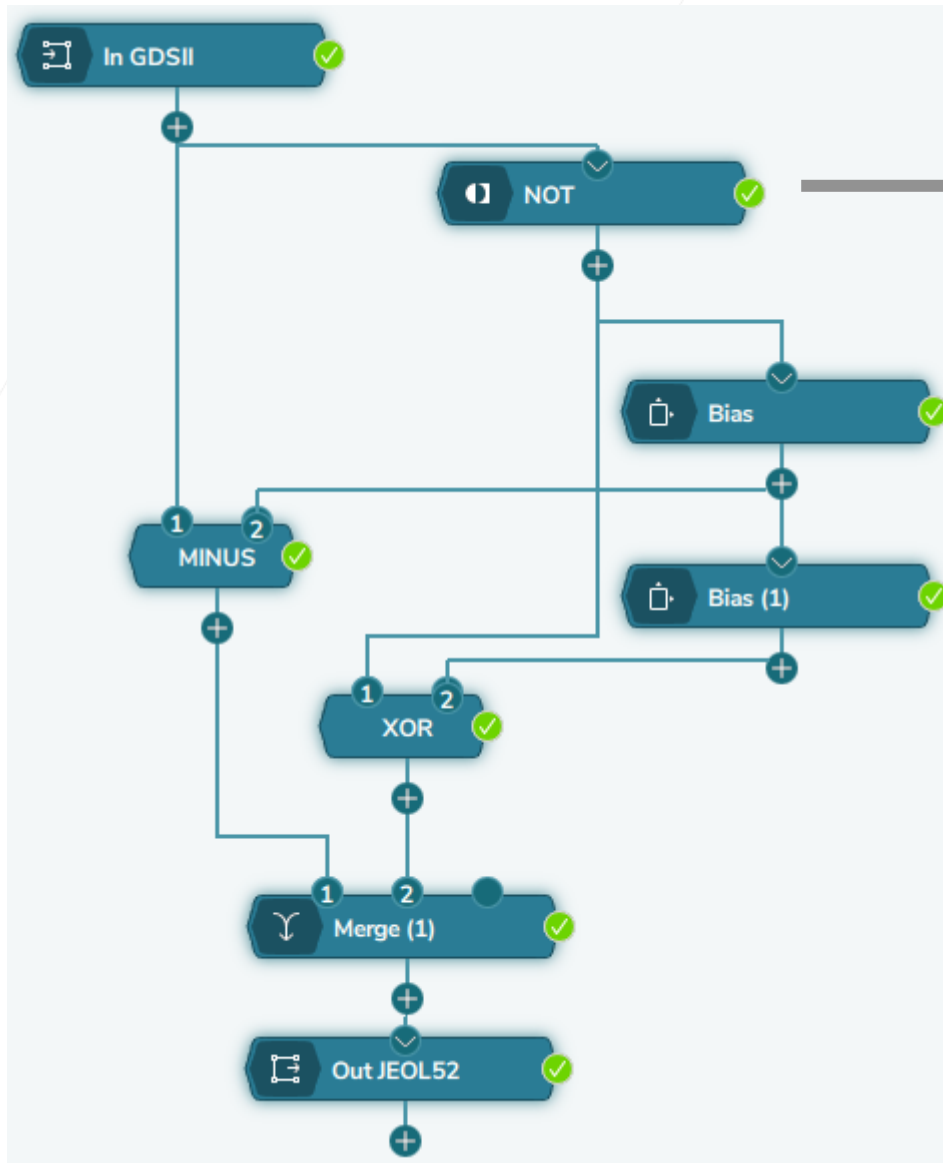 In GDSII
NOT
Bias
1
2
MINUS
Bias (1)
1
2
XOR
1
2
Merge (1)
Out JEOL52